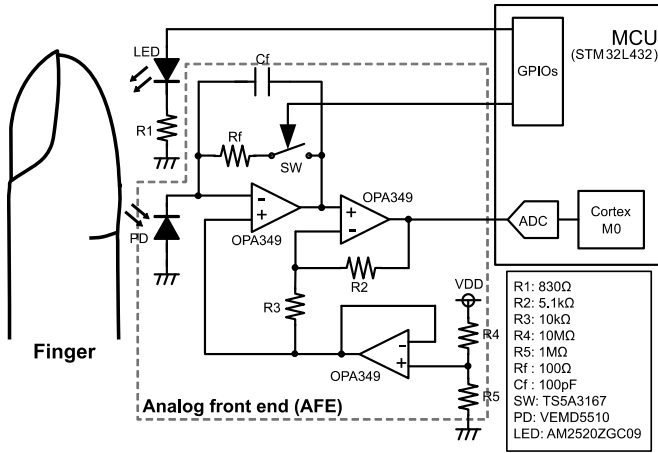 LED
Cf
MCU
(STM32L432)
GPIOs
R1
Rf
SW
OPA349
PD
OPA349
ADC
Cortex
M0
R2
R3
VDD
R4
OPA349
R5
Finger
Analog front end (AFE)
R1: 830Ω
R2: 5.1kΩ
R3: 10kΩ
R4: 10MΩ
R5: 1MΩ
Rf : 100Ω
Cf : 100pF
SW: TS5A3167
PD: VEMD5510
LED: AM2520ZGC09